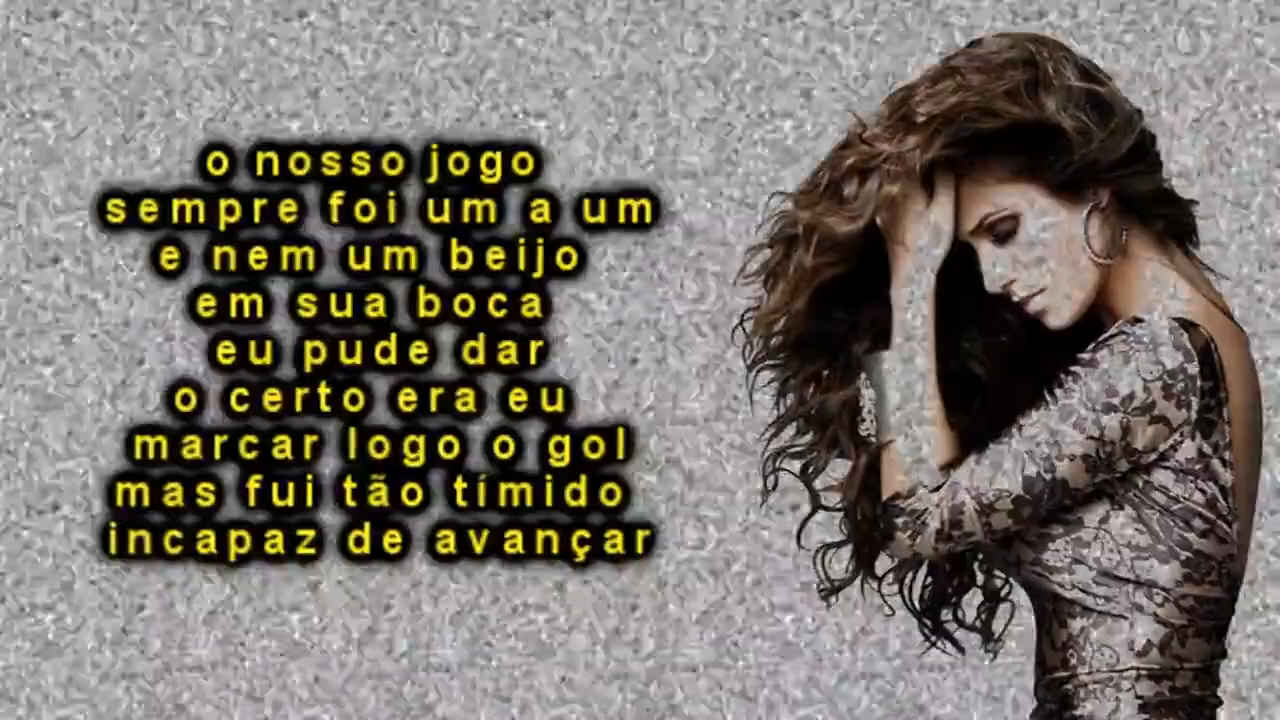 o nosso jogo
sempre foi um a um
e nem um beijo
em sua boca
eu pude dar
o certo era eu
marcar logo o gol
mas fui tão tímido
incapaz de avançar